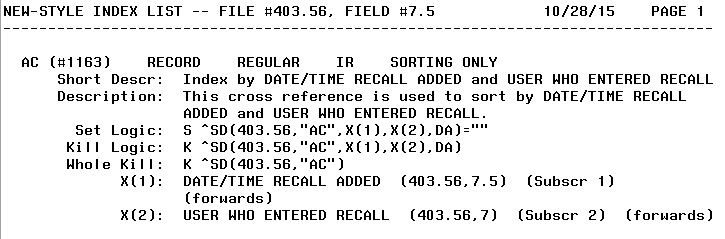 NEW-STYLE INDEX LIST -- FILE #403.56, FIELD #7.5 10/28/15 PAGE 1
-------------------------------------------------------------------------------
AC (#1163) RECORD REGULAR IR SORTING ONLY
Short Descr: Index by DATE/TIME RECALL ADDED and USER WHO ENTERED RECALL
Description: This cross reference is used to sort by DATE/TIME RECALL
ADDED and USER WHO ENTERED RECALL.
Set Logic: S ^SD(403.56,"AC",X(1),X(2),DA)=""
Kill Logic: K ^SD(403.56,"AC",X(1),X(2),DA)
Whole Kill: K ^SD(403.56,"AC")
X(1): DATE/TIME RECALL ADDED (403.56,7.5) (Subscr 1)
(forwards)
X(2): USER WHO ENTERED RECALL (403.56,7) (Subscr 2) (forwards)